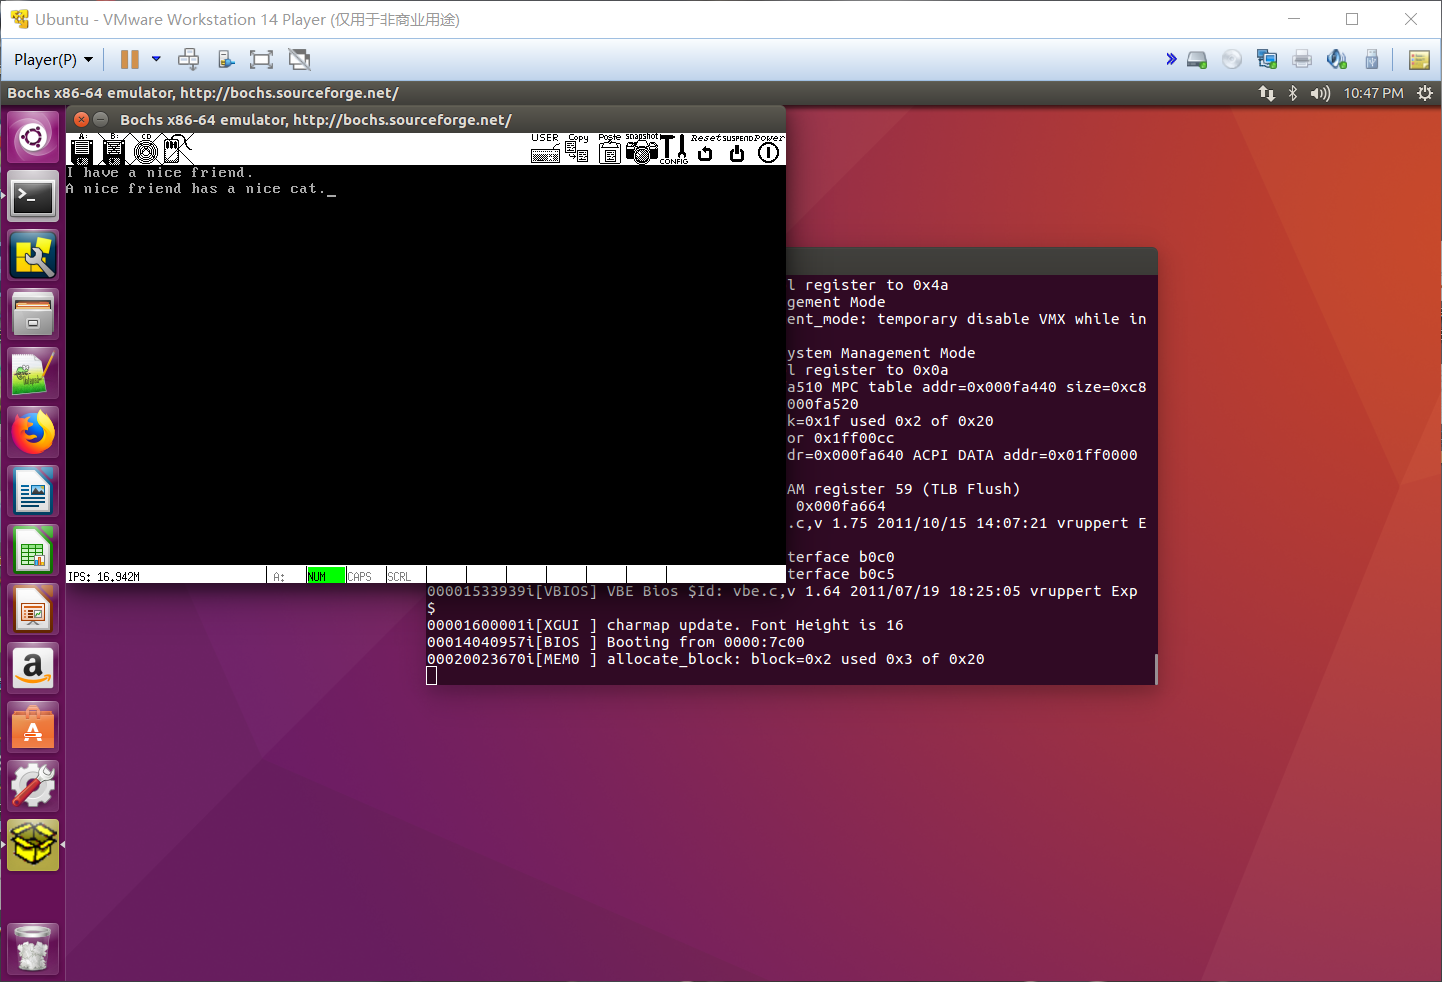 Ubuntu - VMware Workstation 14 Player (仅用于非商业用途)
Player(P)
Bochs x86-64 emulator, http://bochs.sourceforge.net/
10:47 PM
Bochs x86-64 emulator, http://bochs.sourceforge.net/
A: B: CD USER Copy Paste snapshot CONFIG Reset SUSPEND Power
I have a nice friend.
A nice friend has a nice cat._
l register to 0x4a
gement Mode
ent_mode: temporary disable VMX while in
ystem Management Mode
l register to 0x0a
a510 MPC table addr=0x000fa440 size=0xc8
000fa520
k=0x1f used 0x2 of 0x20
or 0x1ff00cc
dr=0x000fa640 ACPI DATA addr=0x01ff0000
AM register 59 (TLB Flush)
0x000fa664
.c,v 1.75 2011/10/15 14:07:21 vruppert E
terface b0c0
terface b0c5
IPS: 16.942M A: NUM CAPS SCRL
00001533939i[VBIOS] VBE Bios $Id: vbe.c,v 1.64 2011/07/19 18:25:05 vruppert Exp
$
00001600001i[XGUI ] charmap update. Font Height is 16
00014040957i[BIOS ] Booting from 0000:7c00
00020023670i[MEM0 ] allocate_block: block=0x2 used 0x3 of 0x20